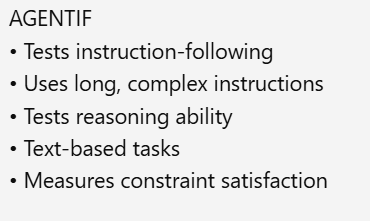 AGENTIF
• Tests instruction-following
• Uses long, complex instructions
• Tests reasoning ability
• Text-based tasks
• Measures constraint satisfaction